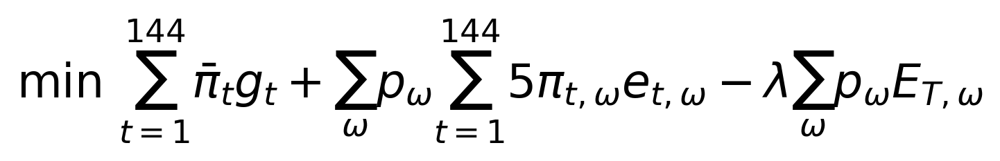 min ∑_{t=1}^{144} π̄_t g_t + ∑_ω p_ω ∑_{t=1}^{144} 5π_{t,ω} e_{t,ω} − λ ∑_ω p_ω E_{T,ω}